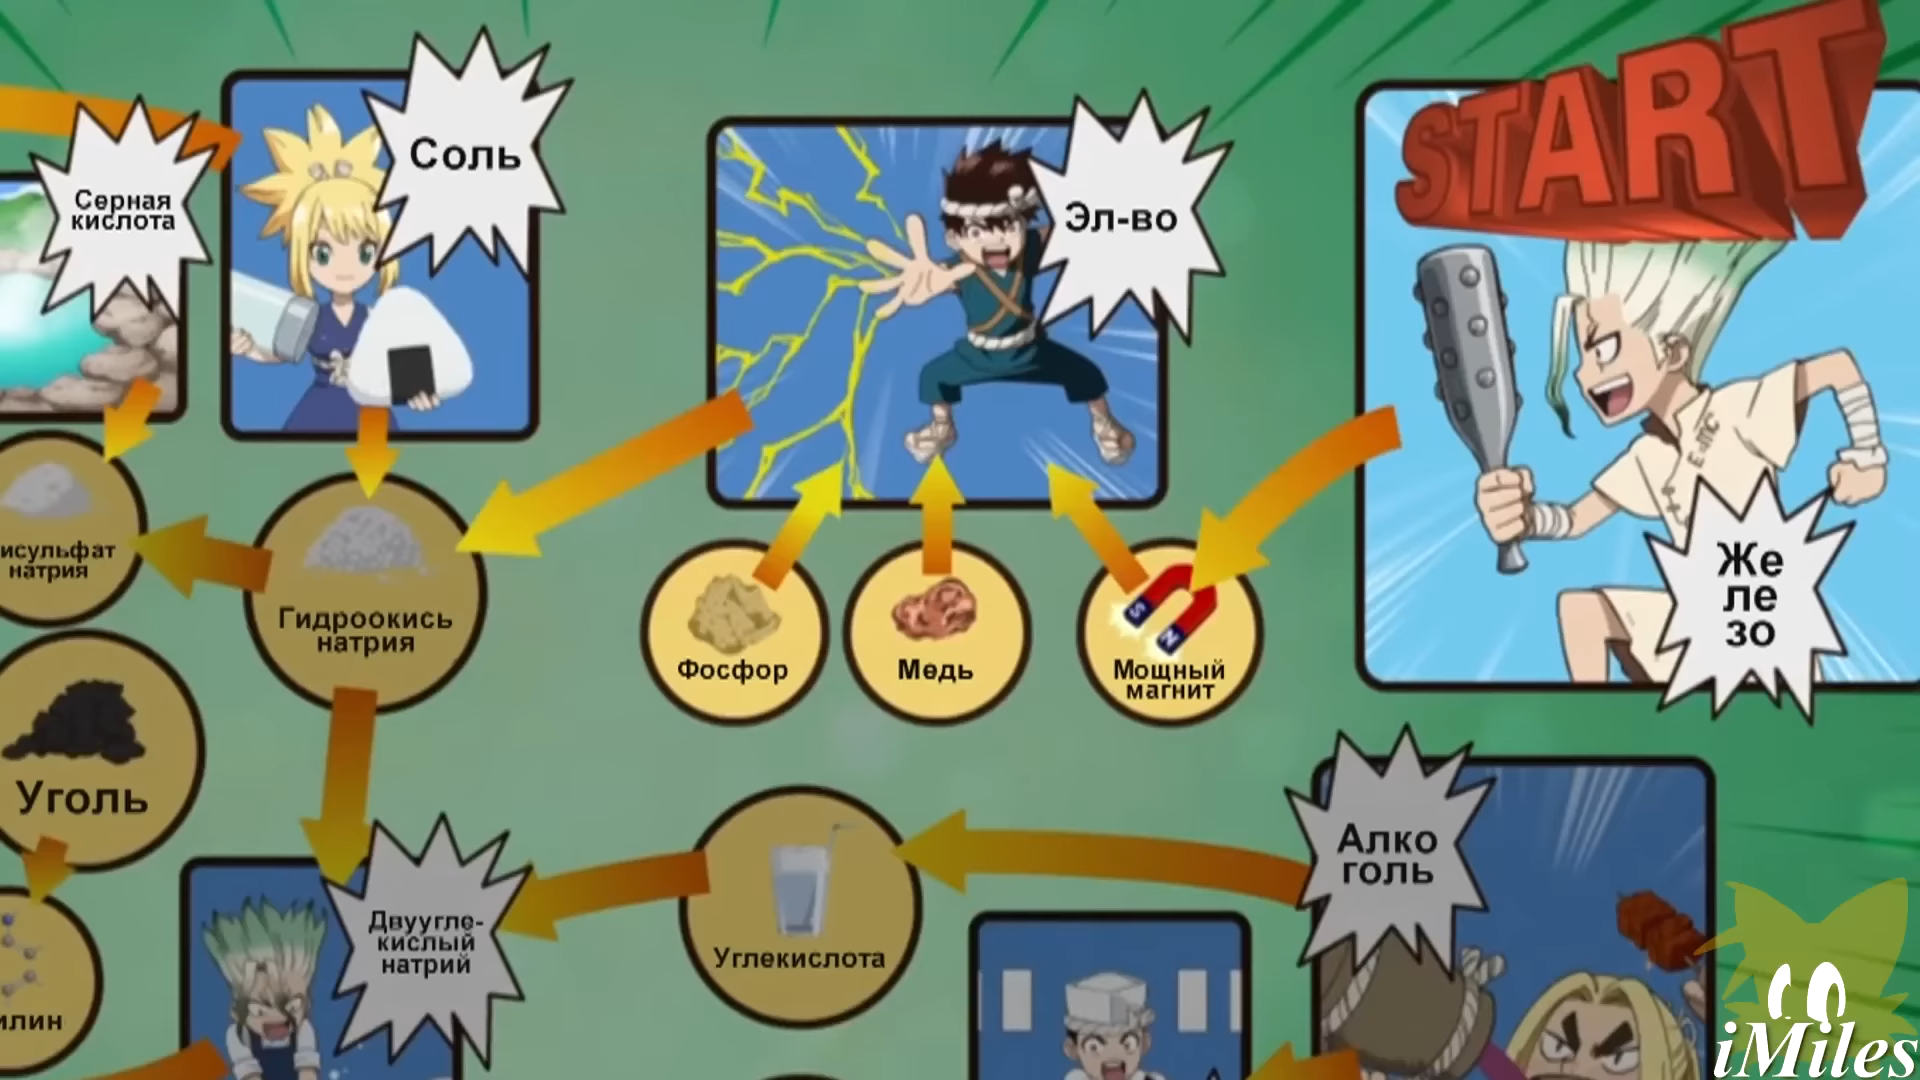 START
Соль
Серная
кислота
Эл-во
E=MC
Же
ле
зо
исульфат
натрия
Гидроокись
натрия
S
N
Фосфор
Медь
Мощный
магнит
Уголь
Алко
голь
Двуугле-
кислый
натрий
Углекислота
илин
iMiles